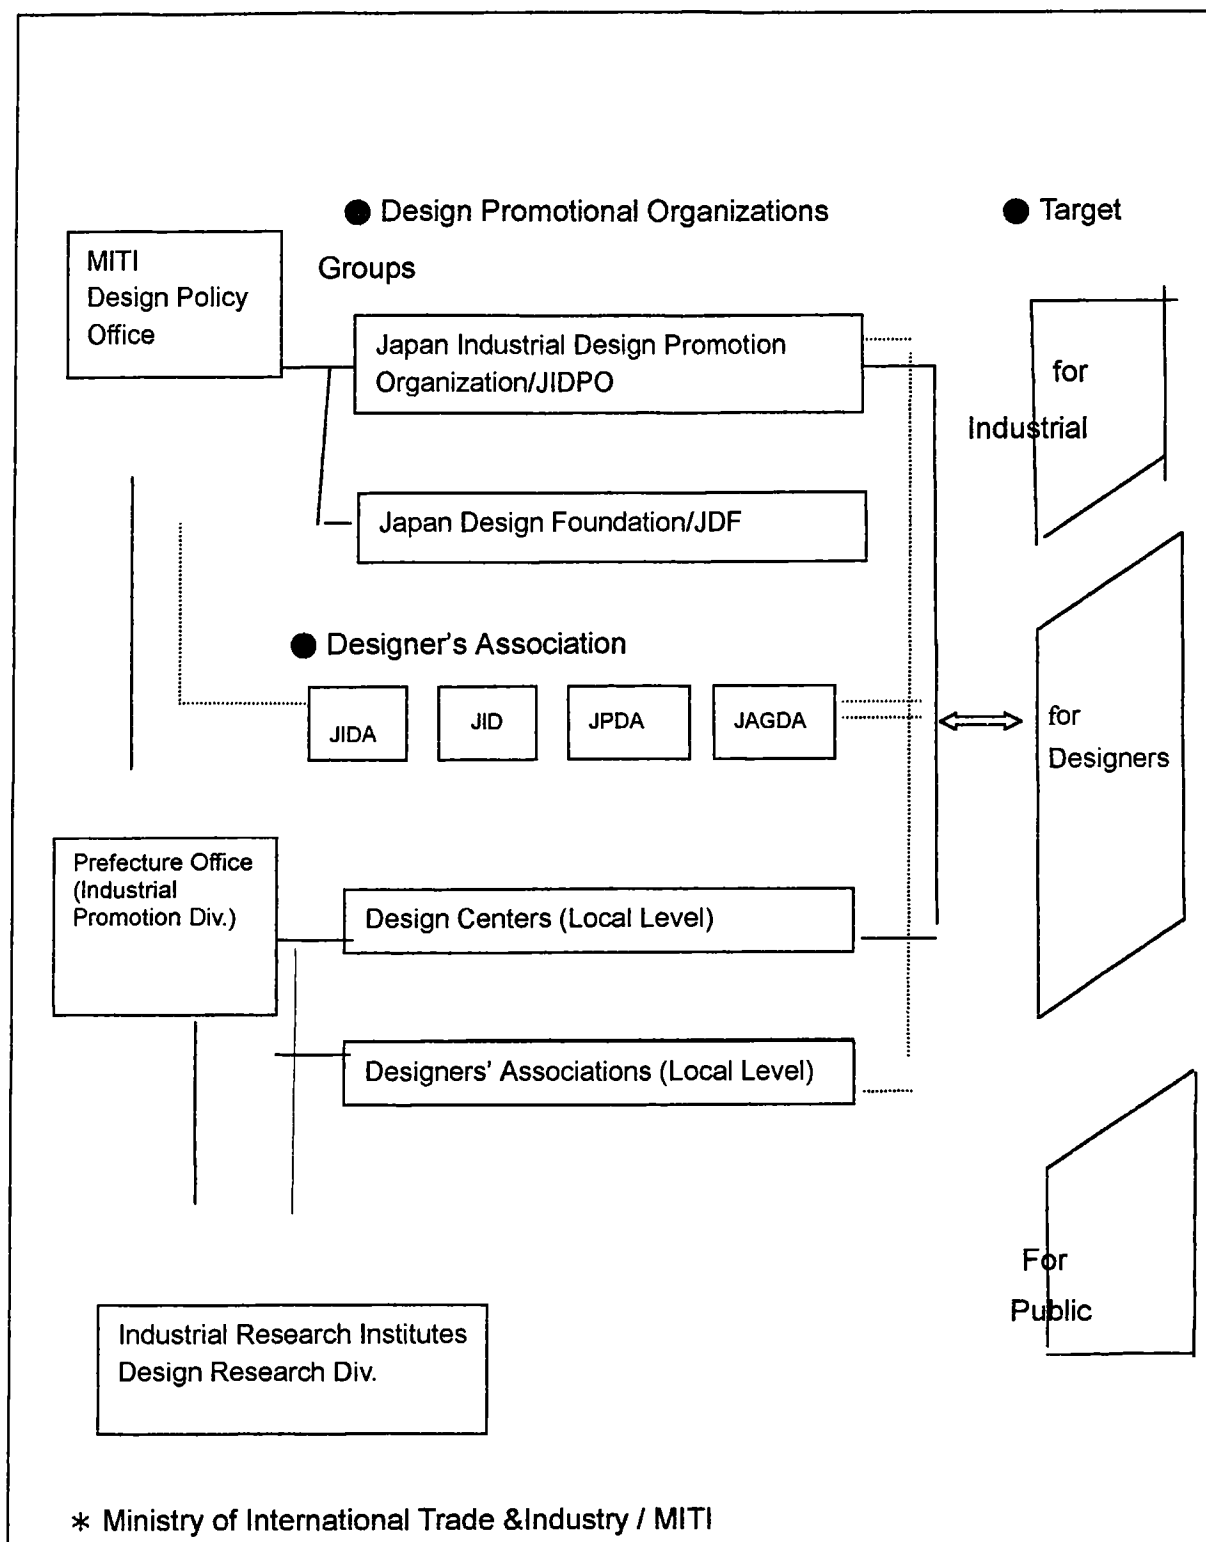 ● Design Promotional Organizations
● Target
MITI
Design Policy
Office
Groups
Japan Industrial Design Promotion
Organization/JIDPO
for
Industrial
Japan Design Foundation/JDF
● Designer's Association
JIDA
JID
JPDA
JAGDA
for
Designers
Prefecture Office
(Industrial
Promotion Div.)
Design Centers (Local Level)
Designers' Associations (Local Level)
For
Public
Industrial Research Institutes
Design Research Div.
* Ministry of International Trade &Industry / MITI